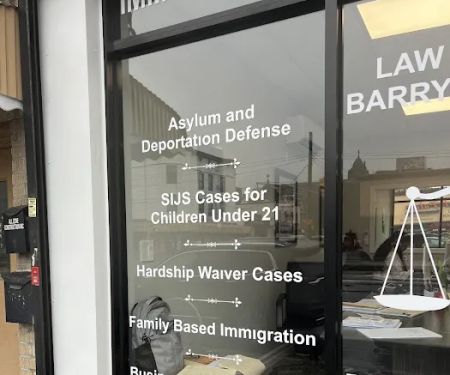 LAW
BARRY
Asylum and
Deportation Defense
SIJS Cases for
Children Under 21
Hardship Waiver Cases
Family Based Immigration